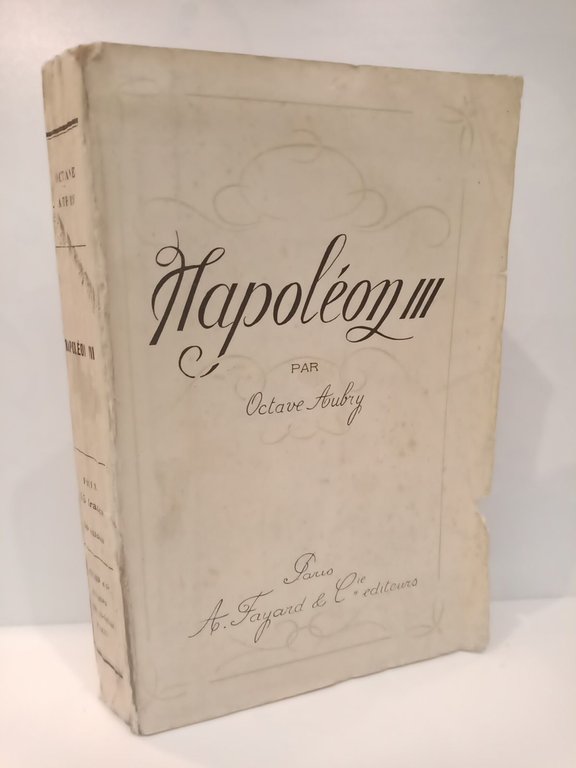 Napoléon III
PAR
Octave Aubry
Paris
A. Fayard & Cie éditeurs
OCTAVE
AUBRY
NAPOLÉON III